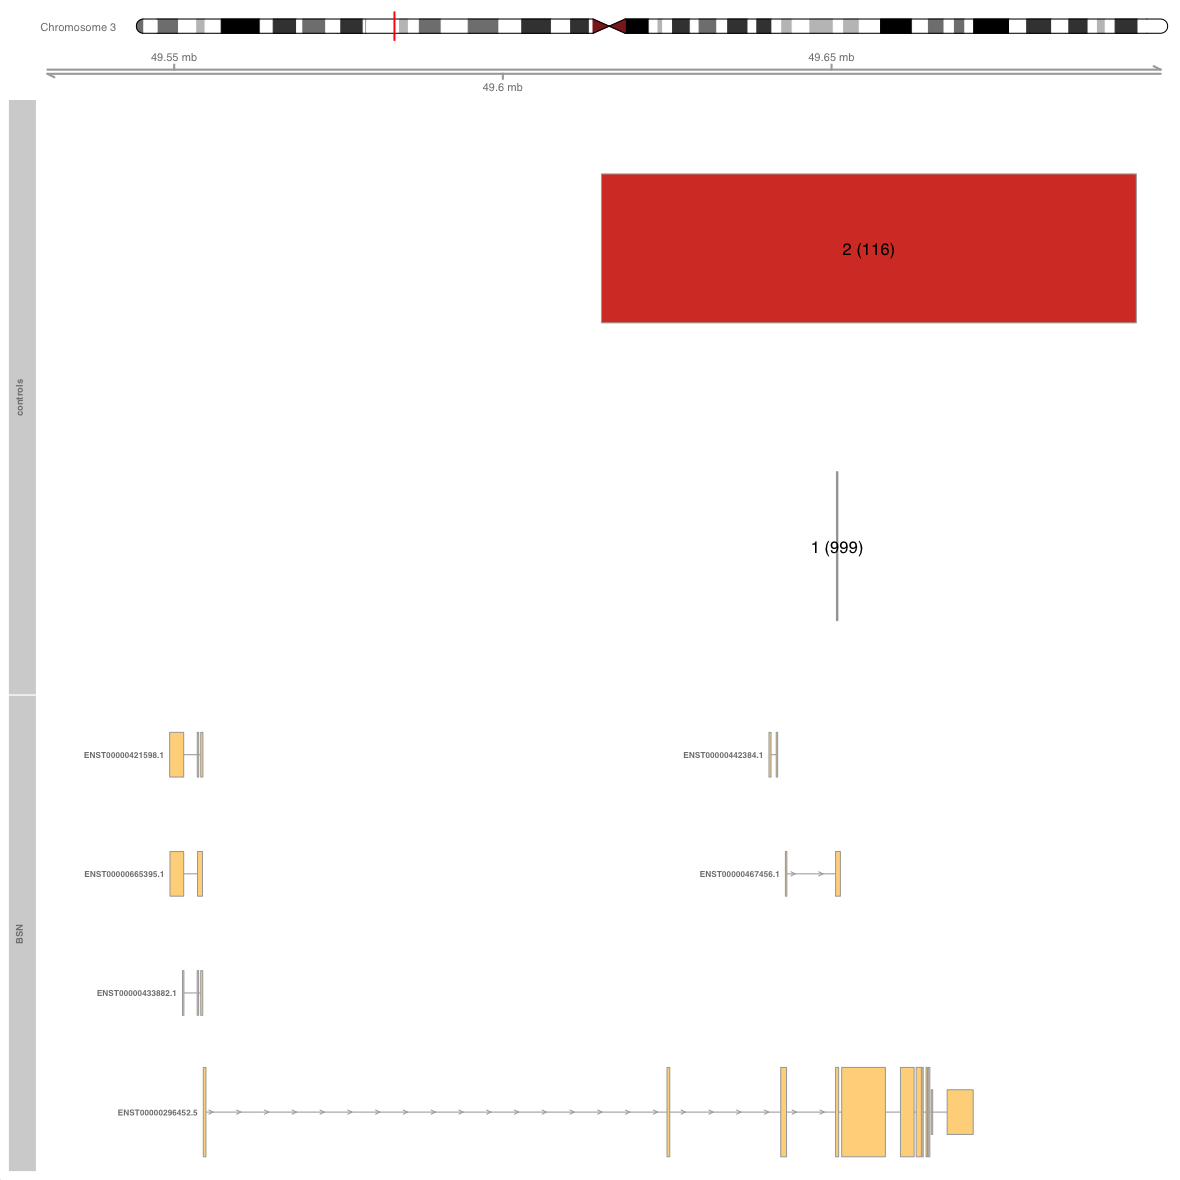 Chromosome 3
49.55 mb
49.65 mb
49.6 mb
controls
2 (116)
1 (999)
BSN
ENST00000421598.1
ENST00000442384.1
ENST00000665395.1
ENST00000467456.1
ENST00000433882.1
ENST00000296452.5